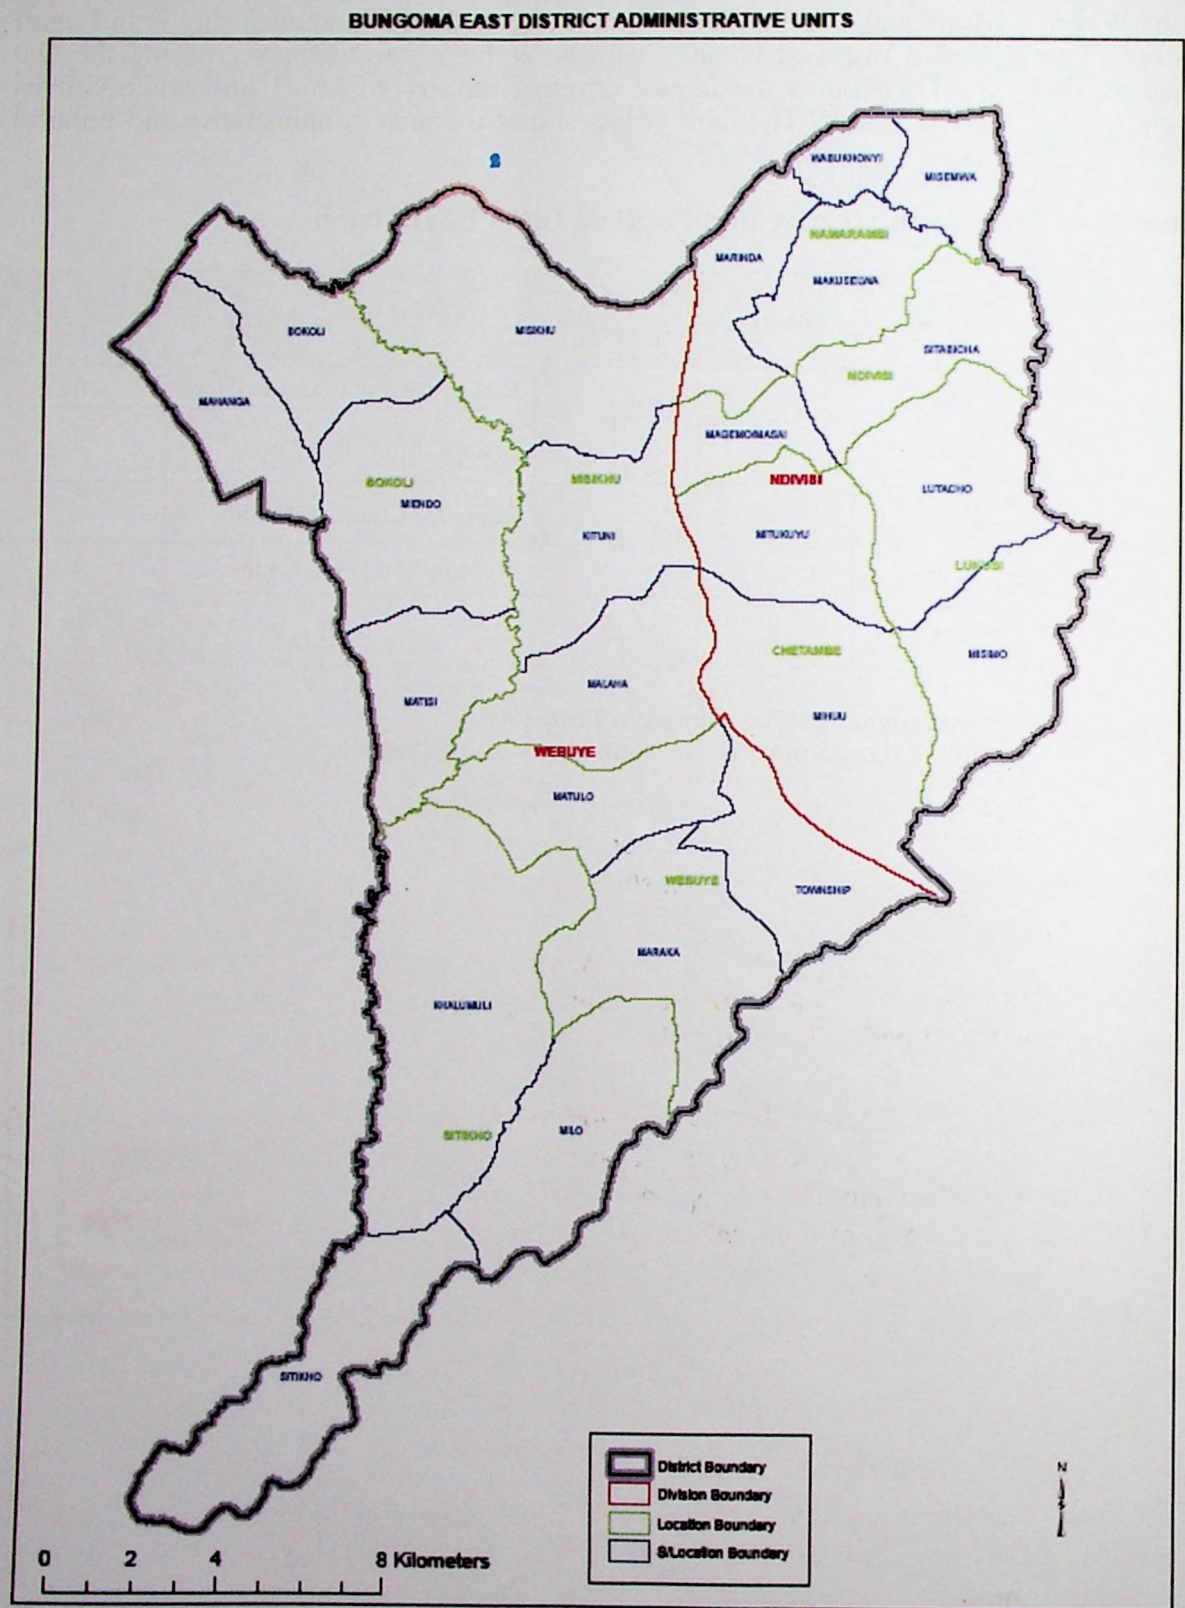 BUNGOMA EAST DISTRICT ADMINISTRATIVE UNITS
2
WABUKHONYI
MISEMWA
NAMARAMBI
MARINDA
MAKUSELWA
BOKOLI
MISIKHU
SITABICHA
NDIVISI
MAHANGA
MAGEMO/MASAI
BOKOLI
MISIKHU
NDIVISI
LUTACHO
MIENDO
KITUNI
MITUKUYU
LUKUSI
CHETAMBE
MISIMO
MALAHA
MATISI
MIHUU
WEBUYE
MATULO
WEBUYE
TOWNSHIP
MARAKA
KHALUMULI
SITIKHO
MILO
SITIKHO
District Boundary
Division Boundary
Location Boundary
S/Location Boundary
N
0 2 4 8 Kilometers